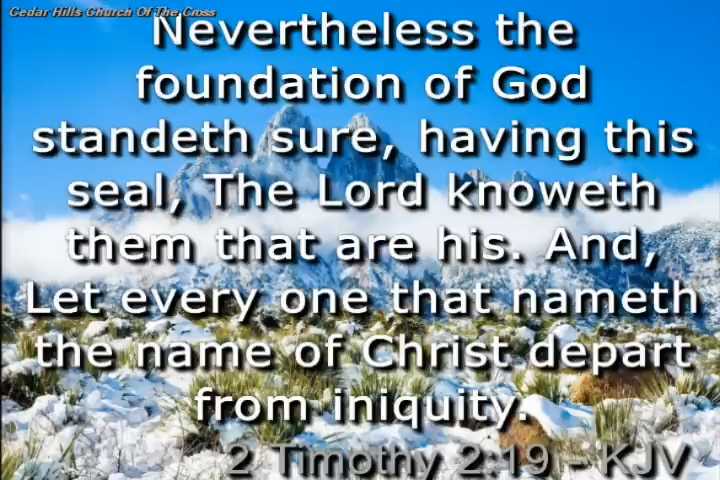 Cedar Hills Church Of The Cross
Nevertheless the
foundation of God
standeth sure, having this
seal, The Lord knoweth
them that are his. And,
Let every one that nameth
the name of Christ depart
from iniquity.
2 Timothy 2:19 - KJV